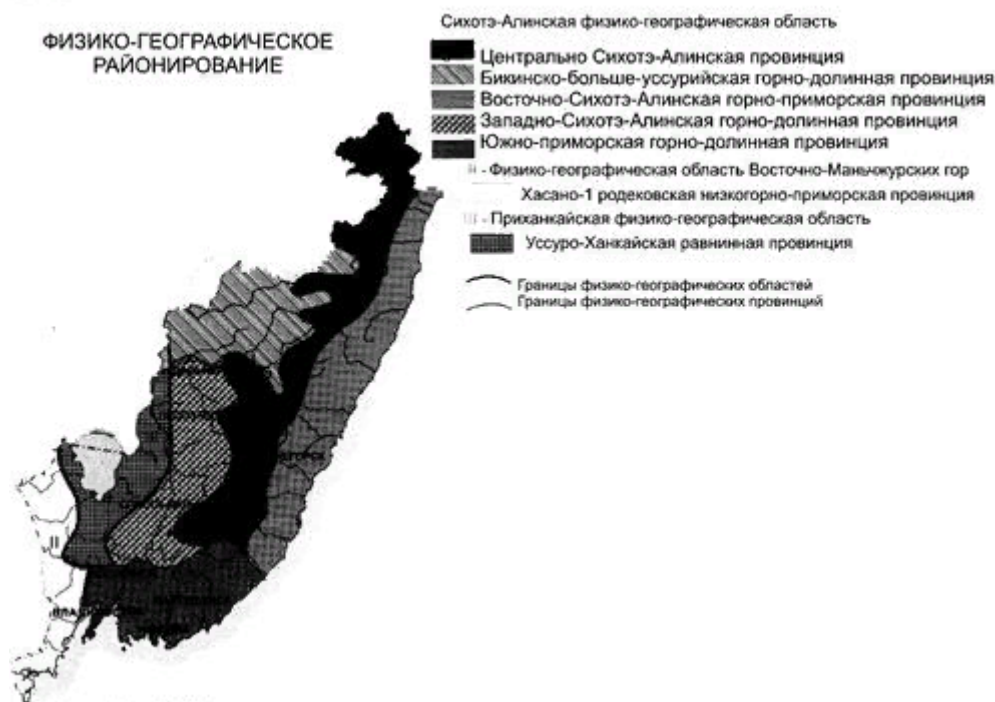 ФИЗИКО-ГЕОГРАФИЧЕСКОЕ
РАЙОНИРОВАНИЕ
Сихотэ-Алинская физико-географическая область
Центрально Сихотэ-Алинская провинция
Бикинско-больше-уссурийская горно-долинная провинция
Восточно-Сихотэ-Алинская горно-приморская провинция
Западно-Сихотэ-Алинская горно-долинная провинция
Южно-приморская горно-долинная провинция
II - Физико-географическая область Восточно-Маньчжурских гор
Хасано-1 родековская низкогорно-приморская провинция
III - Приханкайская физико-географическая область
Уссуро-Ханкайская равнинная провинция
Границы физико-географических областей
Границы физико-географических провинций
II